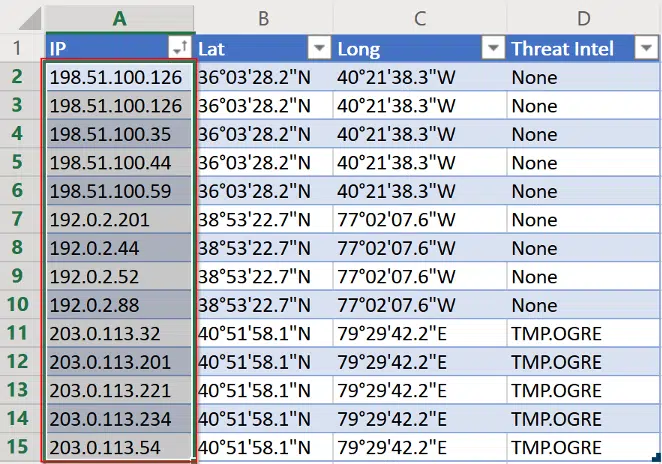 A B C D
1 IP Lat Long Threat Intel
2 198.51.100.126 36°03'28.2"N 40°21'38.3"W None
3 198.51.100.126 36°03'28.2"N 40°21'38.3"W None
4 198.51.100.35 36°03'28.2"N 40°21'38.3"W None
5 198.51.100.44 36°03'28.2"N 40°21'38.3"W None
6 198.51.100.59 36°03'28.2"N 40°21'38.3"W None
7 192.0.2.201 38°53'22.7"N 77°02'07.6"W None
8 192.0.2.44 38°53'22.7"N 77°02'07.6"W None
9 192.0.2.52 38°53'22.7"N 77°02'07.6"W None
10 192.0.2.88 38°53'22.7"N 77°02'07.6"W None
11 203.0.113.32 40°51'58.1"N 79°29'42.2"E TMP.OGRE
12 203.0.113.201 40°51'58.1"N 79°29'42.2"E TMP.OGRE
13 203.0.113.221 40°51'58.1"N 79°29'42.2"E TMP.OGRE
14 203.0.113.234 40°51'58.1"N 79°29'42.2"E TMP.OGRE
15 203.0.113.54 40°51'58.1"N 79°29'42.2"E TMP.OGRE